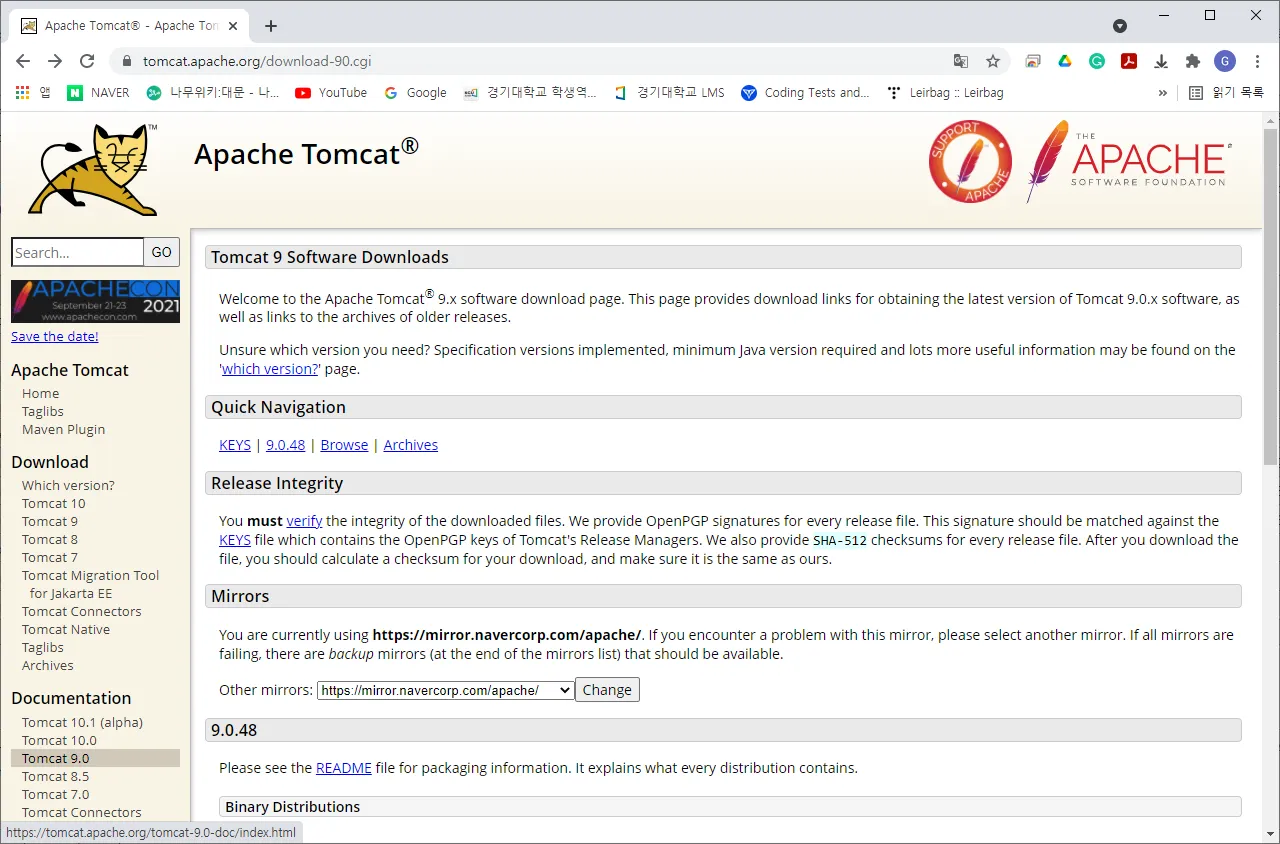 Apache Tomcat® - Apache Tom
tomcat.apache.org/download-90.cgi
G
앱
NAVER
나무위키:대문 - 나...
YouTube
Google
경기대학교 학생역...
경기대학교 LMS
Coding Tests and...
Leirbag :: Leirbag
»
읽기 목록
TM
Apache Tomcat®
SUPPORT APACHE
THE
APACHE®
SOFTWARE FOUNDATION
Search...
GO
APACHECON
September 21-23
2021
www.apachecon.com
Save the date!
Apache Tomcat
Home
Taglibs
Maven Plugin
Download
Which version?
Tomcat 10
Tomcat 9
Tomcat 8
Tomcat 7
Tomcat Migration Tool
for Jakarta EE
Tomcat Connectors
Tomcat Native
Taglibs
Archives
Documentation
Tomcat 10.1 (alpha)
Tomcat 10.0
Tomcat 9.0
Tomcat 8.5
Tomcat 7.0
Tomcat Connectors
https://tomcat.apache.org/tomcat-9.0-doc/index.html
Tomcat 9 Software Downloads
Welcome to the Apache Tomcat® 9.x software download page. This page provides download links for obtaining the latest version of Tomcat 9.0.x software, as
well as links to the archives of older releases.
Unsure which version you need? Specification versions implemented, minimum Java version required and lots more useful information may be found on the
'which version?' page.
Quick Navigation
KEYS | 9.0.48 | Browse | Archives
Release Integrity
You must verify the integrity of the downloaded files. We provide OpenPGP signatures for every release file. This signature should be matched against the
KEYS file which contains the OpenPGP keys of Tomcat's Release Managers. We also provide SHA-512 checksums for every release file. After you download the
file, you should calculate a checksum for your download, and make sure it is the same as ours.
Mirrors
You are currently using https://mirror.navercorp.com/apache/. If you encounter a problem with this mirror, please select another mirror. If all mirrors are
failing, there are backup mirrors (at the end of the mirrors list) that should be available.
Other mirrors: https://mirror.navercorp.com/apache/ Change
9.0.48
Please see the README file for packaging information. It explains what every distribution contains.
Binary Distributions